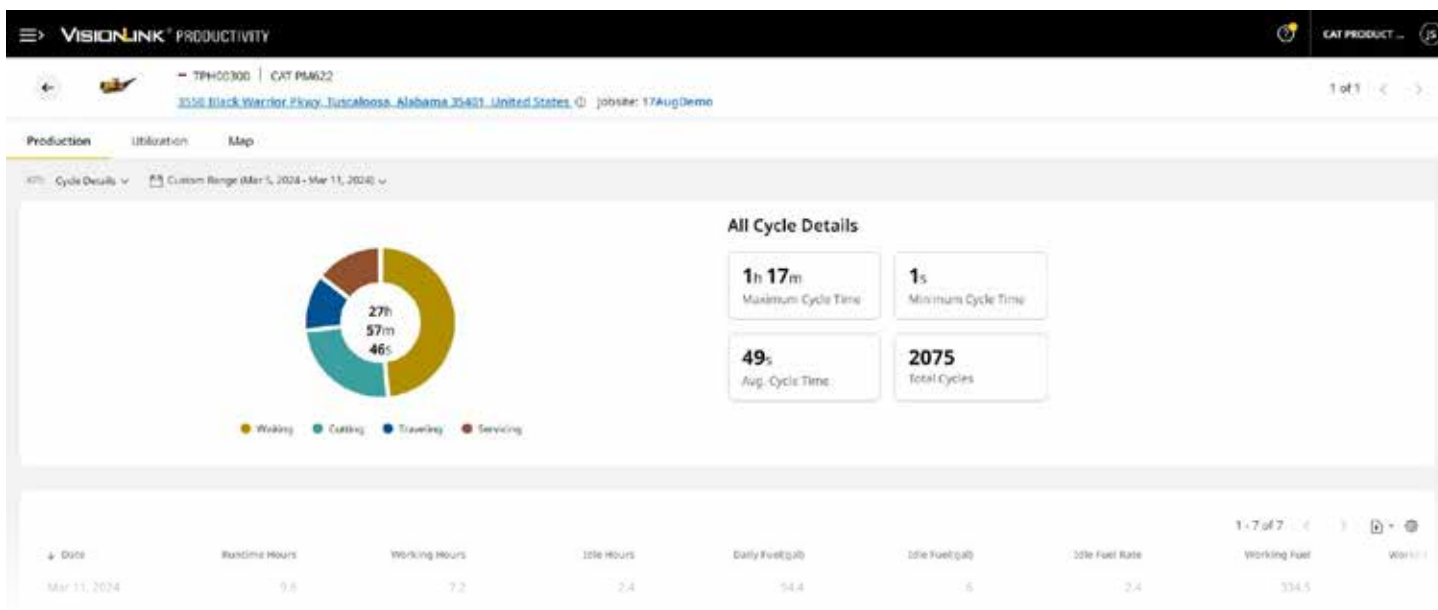 VISIONLINK® PRODUCTIVITY
CAT PRODUCT ...
JS
TPH00300 | CAT PM622
3550 Black Warrior Pkwy, Tuscaloosa, Alabama 35401, United States
Jobsite: 17AugDemo
1 of 1
Production Utilization Map
Cycle Details
Custom Range (Mar 5, 2024 - Mar 11, 2024)
All Cycle Details
1h 17m
Maximum Cycle Time
1s
Minimum Cycle Time
27h
57m
46s
49s
Avg. Cycle Time
2075
Total Cycles
Waiting Cutting Traveling Servicing
1 - 7 of 7
Date Runtime Hours Working Hours Idle Hours Daily Fuel(gal) Idle Fuel(gal) Idle Fuel Rate Working Fuel
Mar 11, 2024 9.6 7.2 2.4 6 2.4 334.5